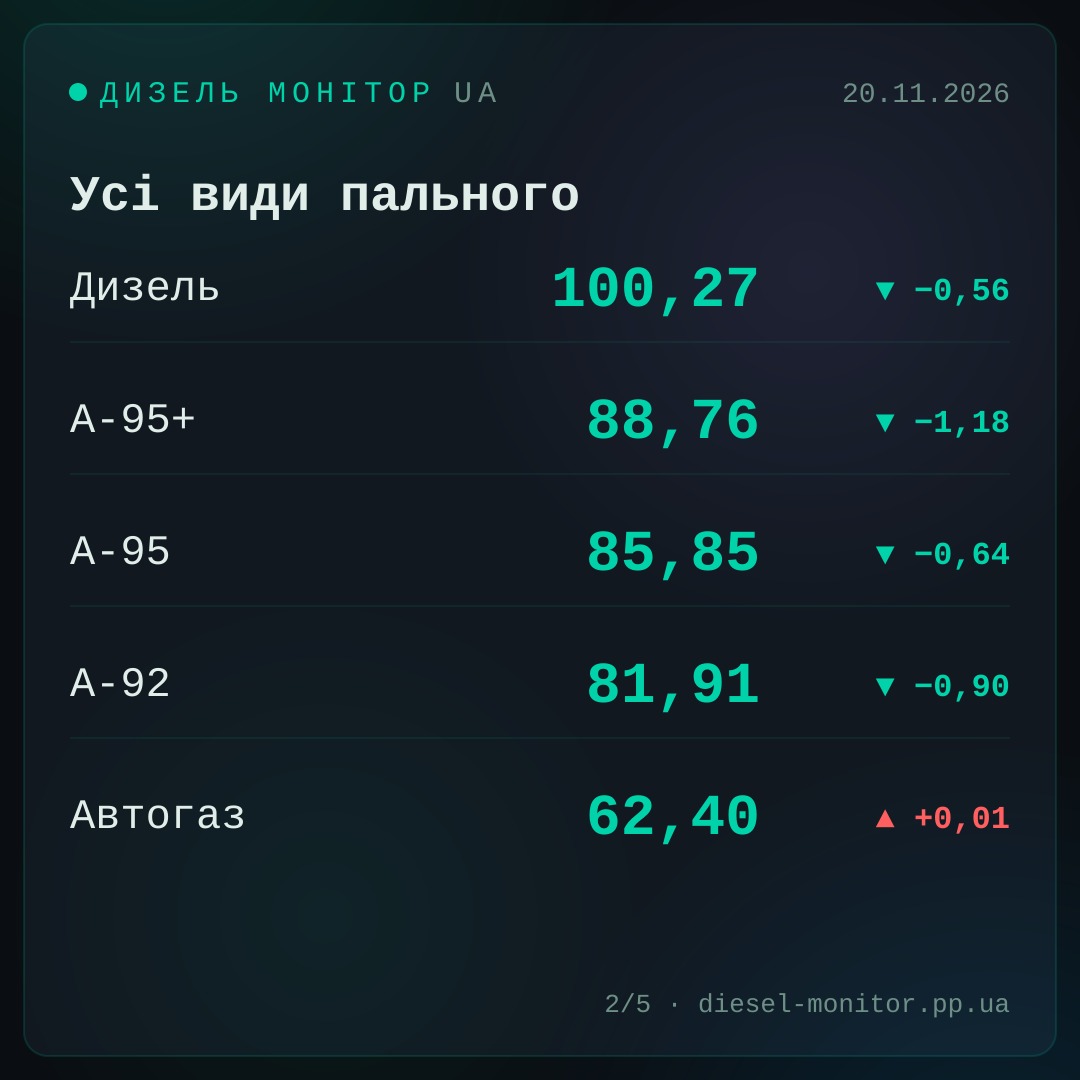 ДИЗЕЛЬ МОНІТОР UA 20.11.2026
Усі види пального
Дизель 100,27 ▼ −0,56
А-95+ 88,76 ▼ −1,18
А-95 85,85 ▼ −0,64
А-92 81,91 ▼ −0,90
Автогаз 62,40 ▲ +0,01
2/5 · diesel-monitor.pp.ua